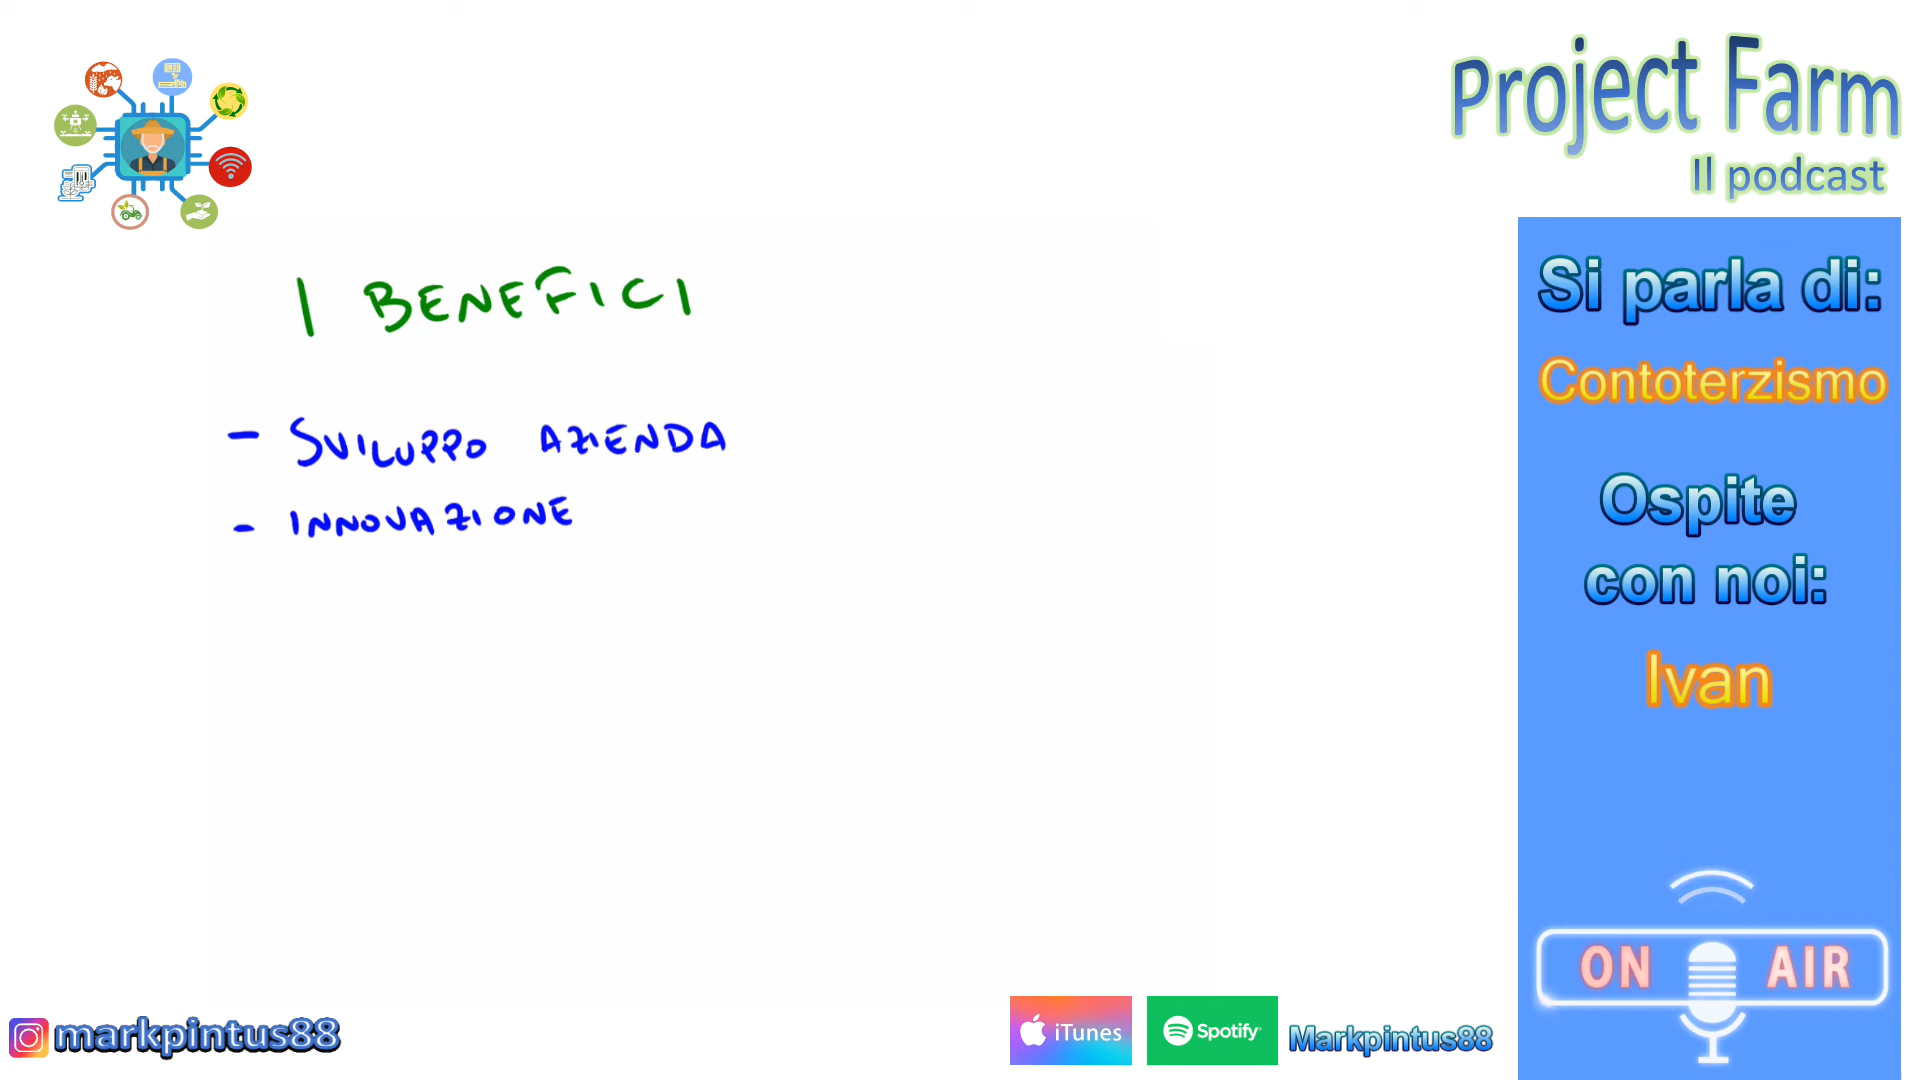 Project Farm
Il podcast
I BENEFICI
- SVILUPPO AZIENDA
- INNOVAZIONE
Si parla di:
Contoterzismo
Ospite
con noi:
Ivan
ON AIR
markpintus88
iTunes
Spotify
Markpintus88